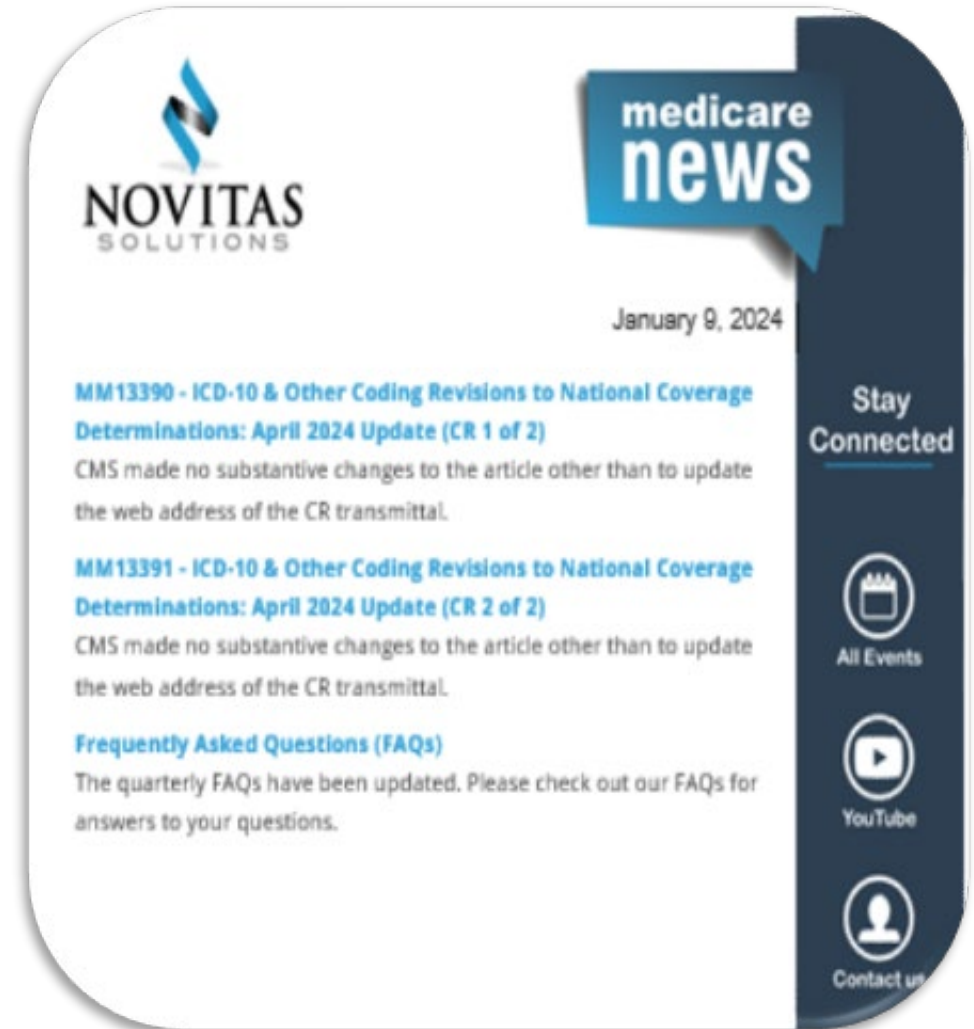 NOVITAS
SOLUTIONS
medicare
news
January 9, 2024
MM13390 - ICD-10 & Other Coding Revisions to National Coverage
Determinations: April 2024 Update (CR 1 of 2)
CMS made no substantive changes to the article other than to update
the web address of the CR transmittal.
MM13391 - ICD-10 & Other Coding Revisions to National Coverage
Determinations: April 2024 Update (CR 2 of 2)
CMS made no substantive changes to the article other than to update
the web address of the CR transmittal.
Frequently Asked Questions (FAQs)
The quarterly FAQs have been updated. Please check out our FAQs for
answers to your questions.
Stay
Connected
All Events
YouTube
Contact us